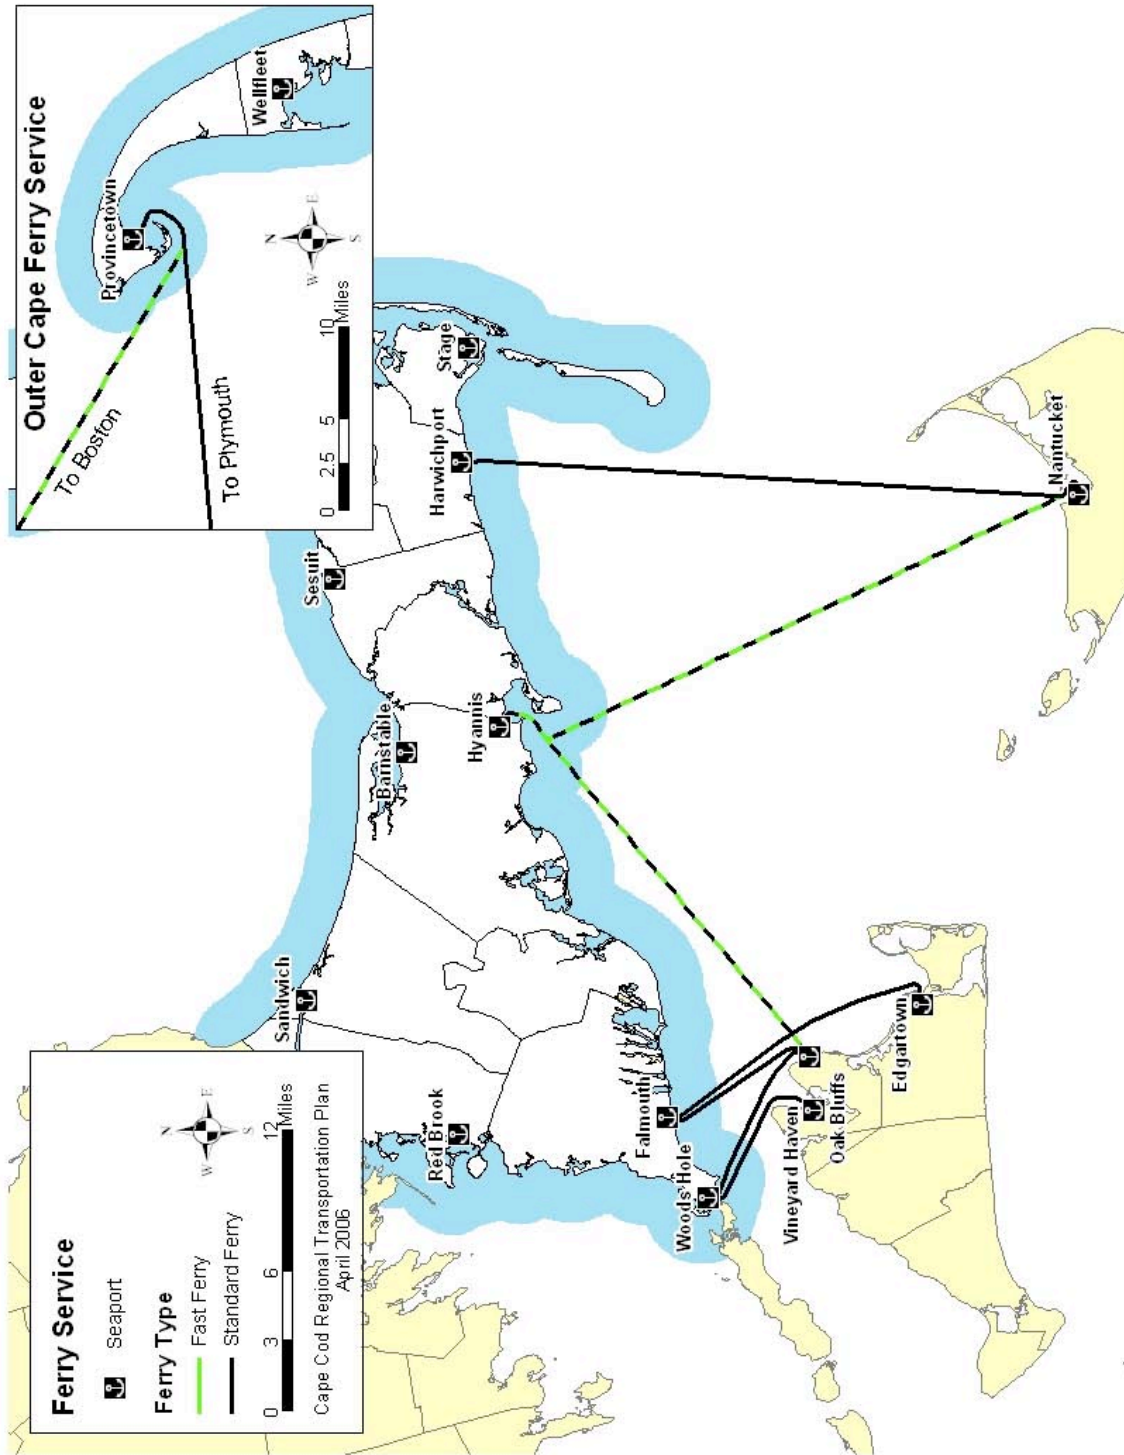 Outer Cape Ferry Service
Provincetown
Wellfleet
To Boston
To Plymouth
N
W
E
S
0
2.5
5
10
Miles
Sesuit
Stage
Harwichport
Barnstable
Hyannis
Sandwich
Red Brook
Falmouth
Woods Hole
Vineyard Haven
Oak Bluffs
Edgartown
Nantucket
Ferry Service
Seaport
Ferry Type
Fast Ferry
Standard Ferry
N
W
E
S
0
3
6
12
Miles
Cape Cod Regional Transportation Plan
April 2006